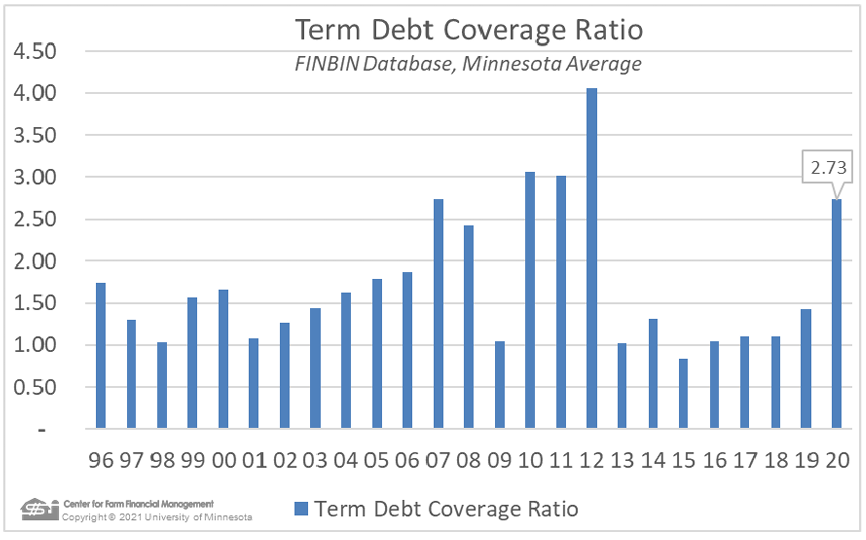 Term Debt Coverage Ratio
FINBIN Database, Minnesota Average
4.50
4.00
3.50
3.00
2.50
2.00
1.50
1.00
0.50
-
2.73
96 97 98 99 00 01 02 03 04 05 06 07 08 09 10 11 12 13 14 15 16 17 18 19 20
Term Debt Coverage Ratio
Center for Farm Financial Management
Copyright © 2021 University of Minnesota